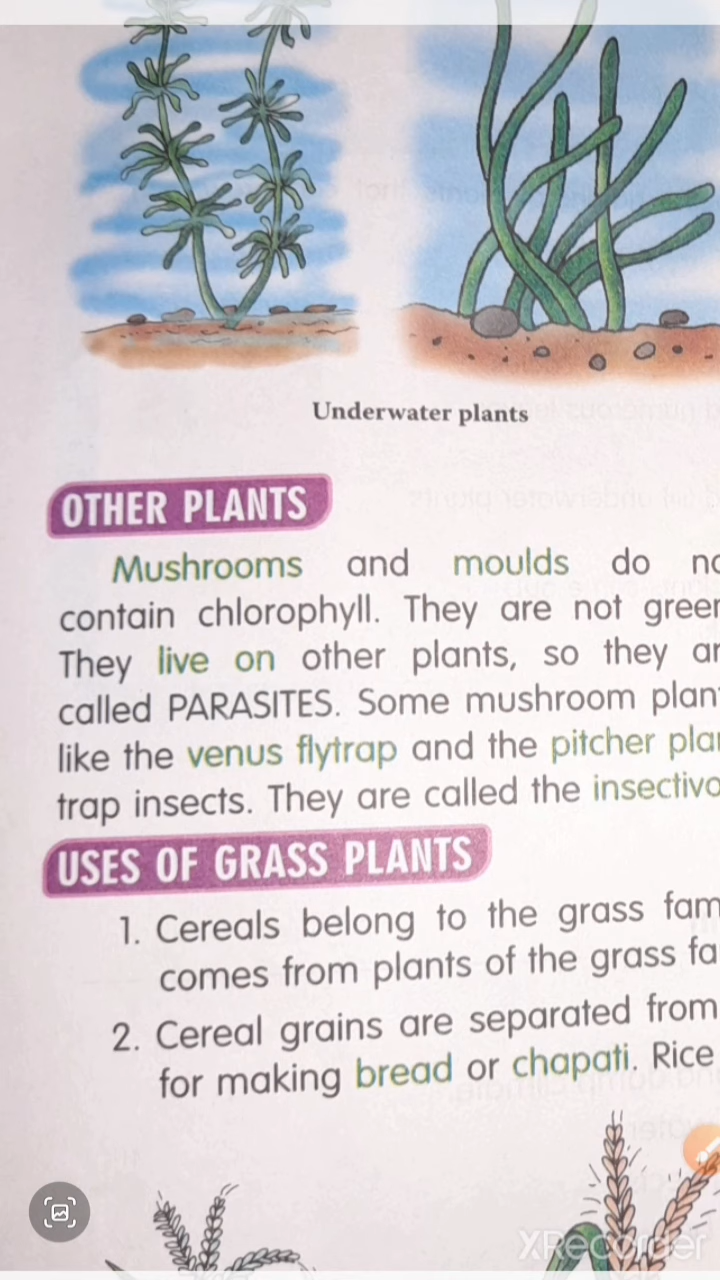 Underwater plants
OTHER PLANTS
Mushrooms and moulds do
contain chlorophyll. They are not
They live on other plants, so they
called PARASITES. Some mushroom
like the venus flytrap and the pitcher
trap insects. They are called the
USES OF GRASS PLANTS
1. Cereals belong to the grass
comes from plants of the grass
2. Cereal grains are separated from
for making bread or chapati. Rice
XRecorder